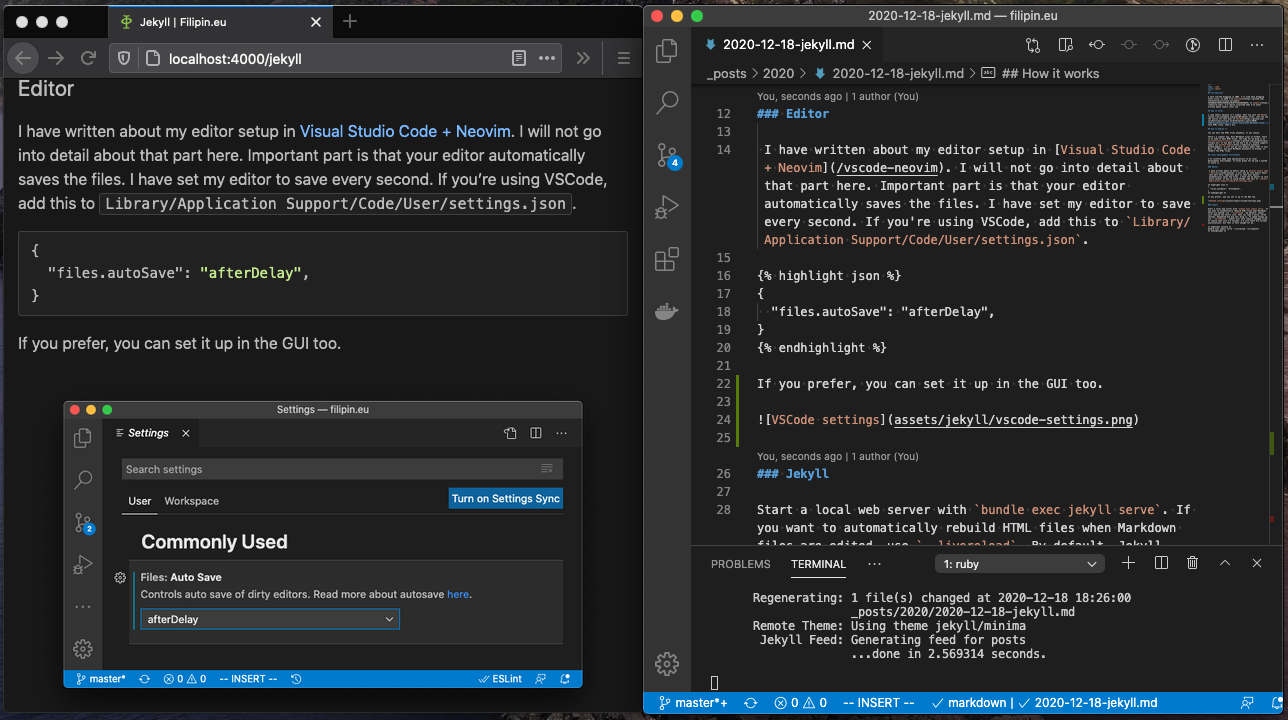 Jekyll | Filipin.eu
localhost:4000/jekyll
Editor
I have written about my editor setup in Visual Studio Code + Neovim. I will not go
into detail about that part here. Important part is that your editor automatically
saves the files. I have set my editor to save every second. If you’re using VSCode,
add this to Library/Application Support/Code/User/settings.json.
{
"files.autoSave": "afterDelay",
}
If you prefer, you can set it up in the GUI too.
Settings — filipin.eu
Settings
Search settings
User Workspace
Turn on Settings Sync
Commonly Used
Files: Auto Save
Controls auto save of dirty editors. Read more about autosave here.
afterDelay
2
master* 0 0 -- INSERT -- ESLint
2020-12-18-jekyll.md — filipin.eu
2020-12-18-jekyll.md
_posts > 2020 > 2020-12-18-jekyll.md > abc ## How it works
4
You, seconds ago | 1 author (You)
12 ### Editor
13
14 I have written about my editor setup in [Visual Studio Code
+ Neovim](/vscode-neovim). I will not go into detail about
that part here. Important part is that your editor
automatically saves the files. I have set my editor to save
every second. If you're using VSCode, add this to `Library/
Application Support/Code/User/settings.json`.
15
16 {% highlight json %}
17 {
18 "files.autoSave": "afterDelay",
19 }
20 {% endhighlight %}
21
22 If you prefer, you can set it up in the GUI too.
23
24 ![VSCode settings](assets/jekyll/vscode-settings.png)
25
You, seconds ago | 1 author (You)
26 ### Jekyll
27
28 Start a local web server with `bundle exec jekyll serve`. If
you want to automatically rebuild HTML files when Markdown
files are edited, use `--livereload`. By default, Jekyll
PROBLEMS TERMINAL 1: ruby
Regenerating: 1 file(s) changed at 2020-12-18 18:26:00
_posts/2020/2020-12-18-jekyll.md
Remote Theme: Using theme jekyll/minima
Jekyll Feed: Generating feed for posts
...done in 2.569314 seconds.
master*+ 0 0 -- INSERT -- markdown | 2020-12-18-jekyll.md